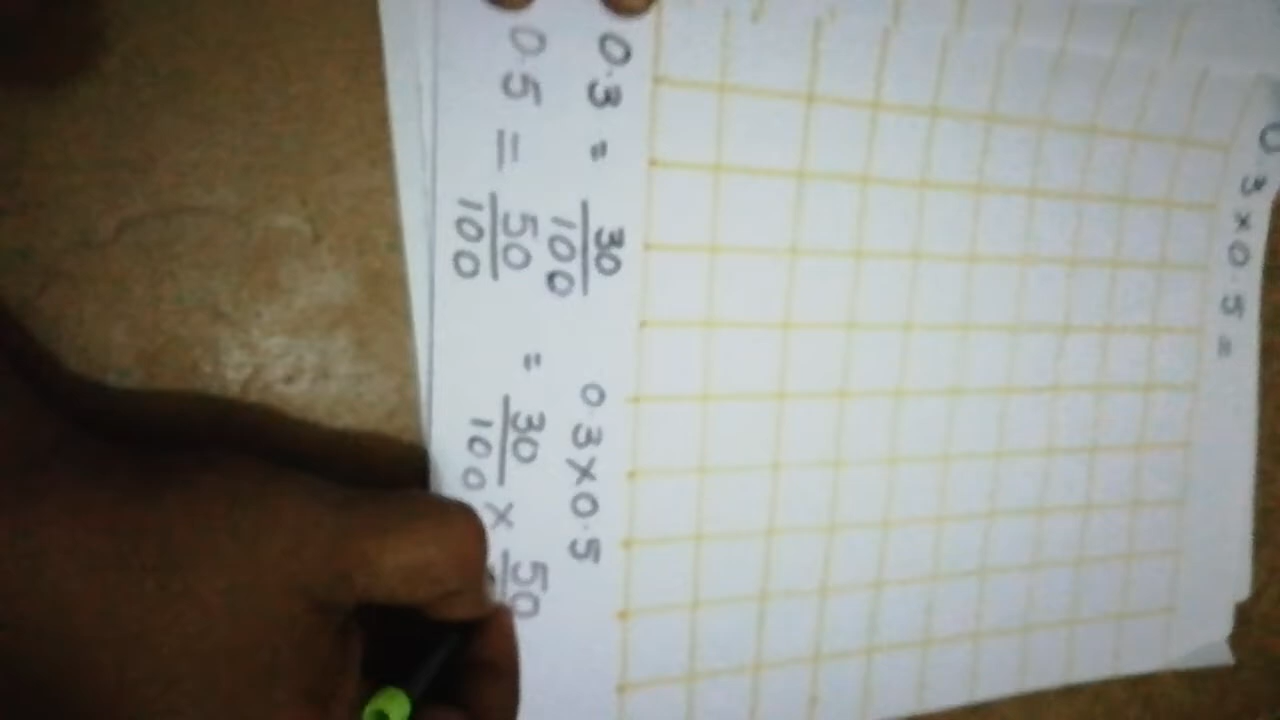 0.3 × 0.5 =
0.3 = 30/100
0.5 = 50/100
0.3 × 0.5
= 30/100 × 50